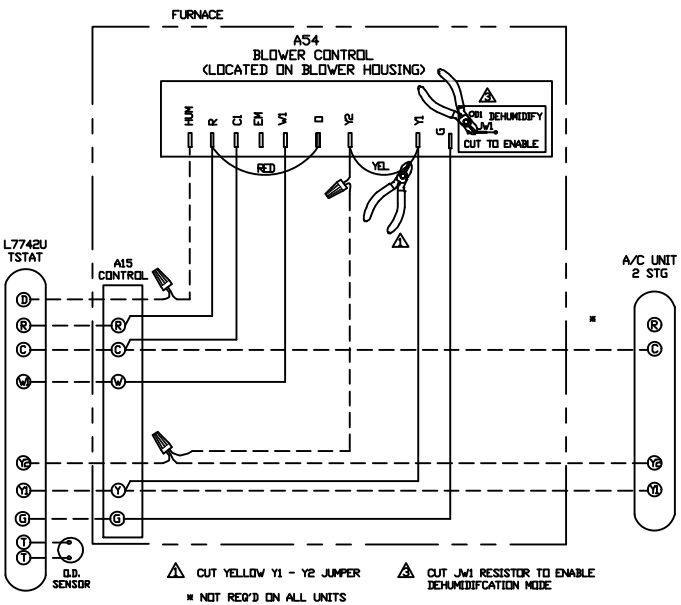 FURNACE
A54
BLOWER CONTROL
(LOCATED ON BLOWER HOUSING)
HUM
R
C1
EM
W1
O
Y2
Y1
G
3
DEHUMIDIFY
JW1
CUT TO ENABLE
RED
YEL
1
L7742U
TSTAT
A15
CONTROL
A/C UNIT
2 STG
D
R
C
W1
Y2
Y1
G
T
T
R
C
W
Y
G
*
R
C
Y2
Y1
O.D.
SENSOR
1 CUT YELLOW Y1 - Y2 JUMPER
* NOT REQ'D ON ALL UNITS
3 CUT JW1 RESISTOR TO ENABLE
DEHUMIDIFCATION MODE